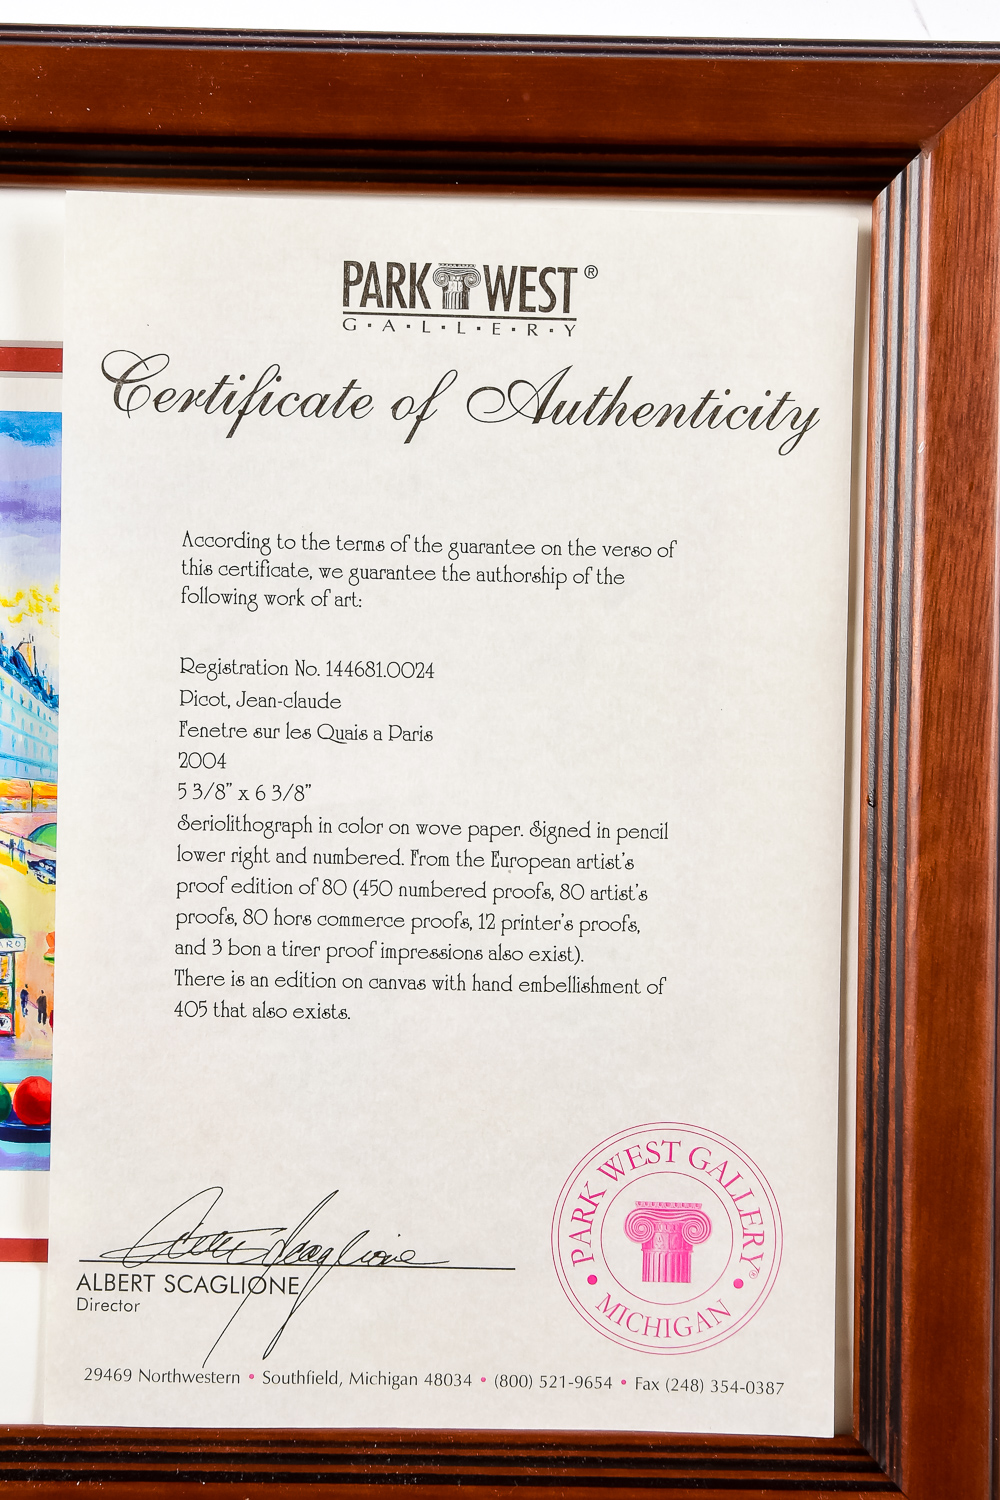 PARK WEST®
G·A·L·L·E·R·Y
Certificate of Authenticity
According to the terms of the guarantee on the verso of
this certificate, we guarantee the authorship of the
following work of art:
Registration No. 144681.0024
Picot, Jean-claude
Fenetre sur les Quais a Paris
2004
5 3/8" x 6 3/8"
Seriolithograph in color on wove paper. Signed in pencil
lower right and numbered. From the European artist's
proof edition of 80 (450 numbered proofs, 80 artist's
proofs, 80 hors commerce proofs, 12 printer's proofs,
and 3 bon a tirer proof impressions also exist).
There is an edition on canvas with hand embellishment of
405 that also exists.
ALBERT SCAGLIONE
Director
PARK WEST GALLERY®
• MICHIGAN •
29469 Northwestern • Southfield, Michigan 48034 • (800) 521-9654 • Fax (248) 354-0387